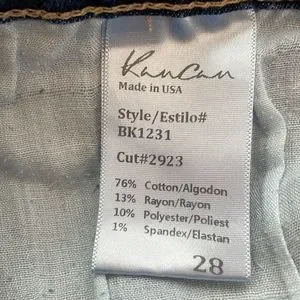 KanCan
Made in USA
Style/Estilo#
BK1231
Cut#2923
76% Cotton/Algodon
13% Rayon/Rayon
10% Polyester/Poliest
1% Spandex/Elastan
28